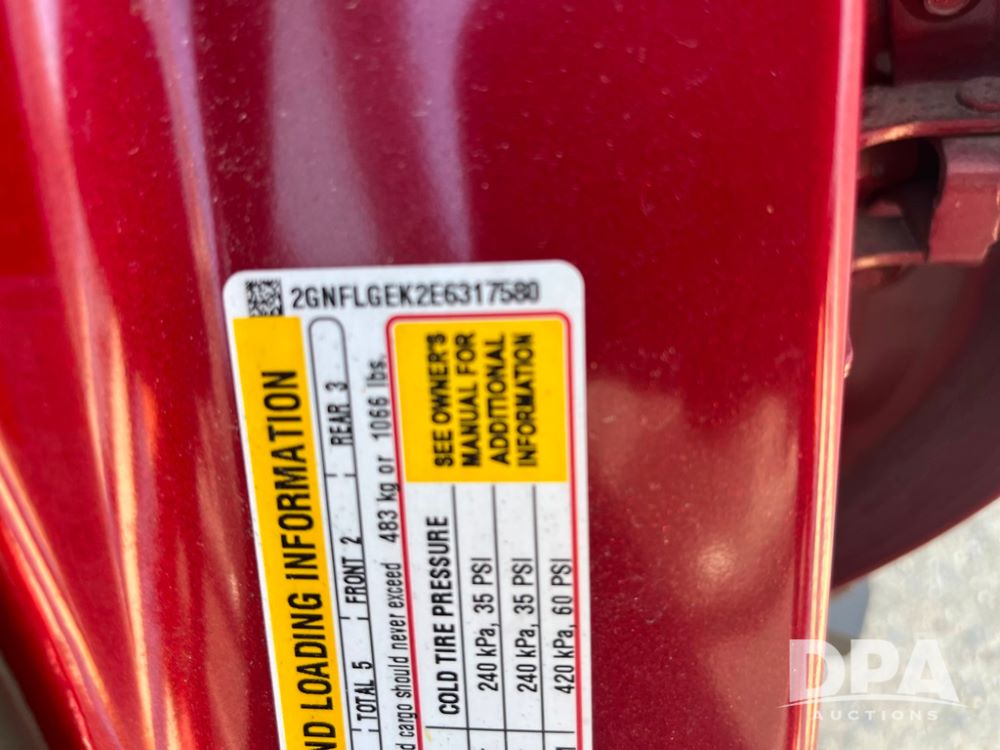 2GNFLGEK2E6317580
ND LOADING INFORMATION
TOTAL 5 FRONT 2 REAR 3
d cargo should never exceed 483 kg or 1066 lbs.
COLD TIRE PRESSURE
240 kPa, 35 PSI
240 kPa, 35 PSI
420 kPa, 60 PSI
SEE OWNER'S
MANUAL FOR
ADDITIONAL
INFORMATION
DPA
AUCTIONS